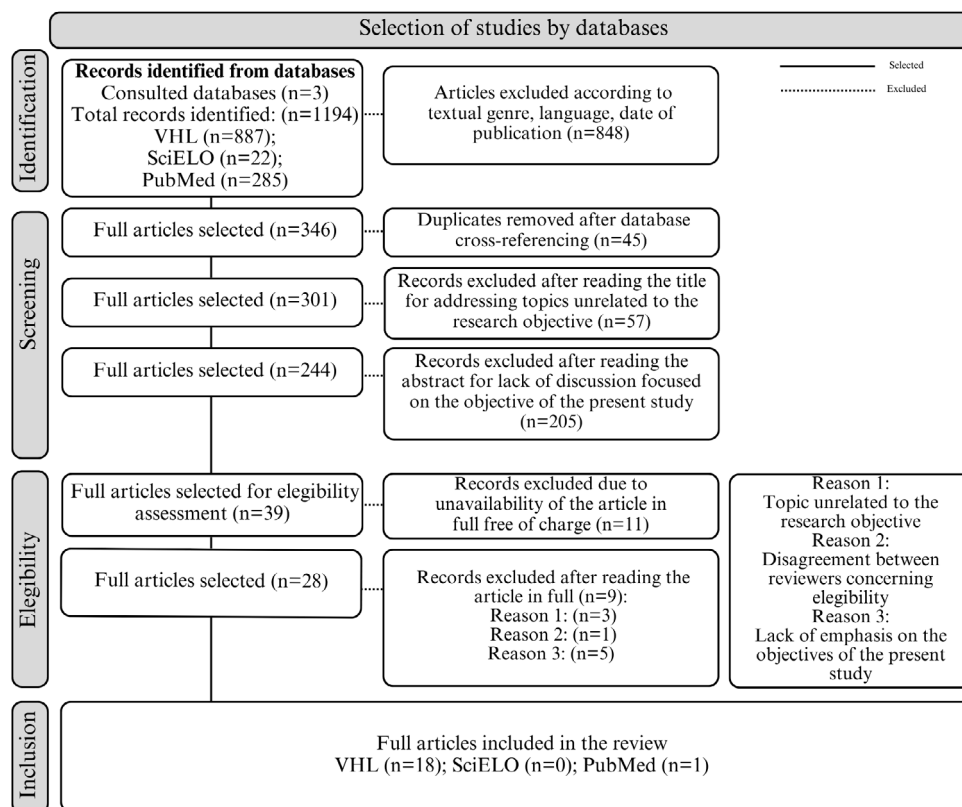 Selection of studies by databases
Identification
Records identified from databases
Consulted databases (n=3)
Total records identified: (n=1194)
VHL (n=887);
SciELO (n=22);
PubMed (n=285)
Articles excluded according to
textual genre, language, date of
publication (n=848)
Selected
Excluded
Screening
Full articles selected (n=346)
Duplicates removed after database
cross-referencing (n=45)
Full articles selected (n=301)
Records excluded after reading the title
for addressing topics unrelated to the
research objective (n=57)
Full articles selected (n=244)
Records excluded after reading the
abstract for lack of discussion focused
on the objective of the present study
(n=205)
Elegibility
Full articles selected for elegibility
assessment (n=39)
Records excluded due to
unavailability of the article in
full free of charge (n=11)
Full articles selected (n=28)
Records excluded after reading the
article in full (n=9):
Reason 1: (n=3)
Reason 2: (n=1)
Reason 3: (n=5)
Reason 1:
Topic unrelated to the
research objective
Reason 2:
Disagreement between
reviewers concerning
elegibility
Reason 3:
Lack of emphasis on the
objectives of the present
study
Inclusion
Full articles included in the review
VHL (n=18); SciELO (n=0); PubMed (n=1)